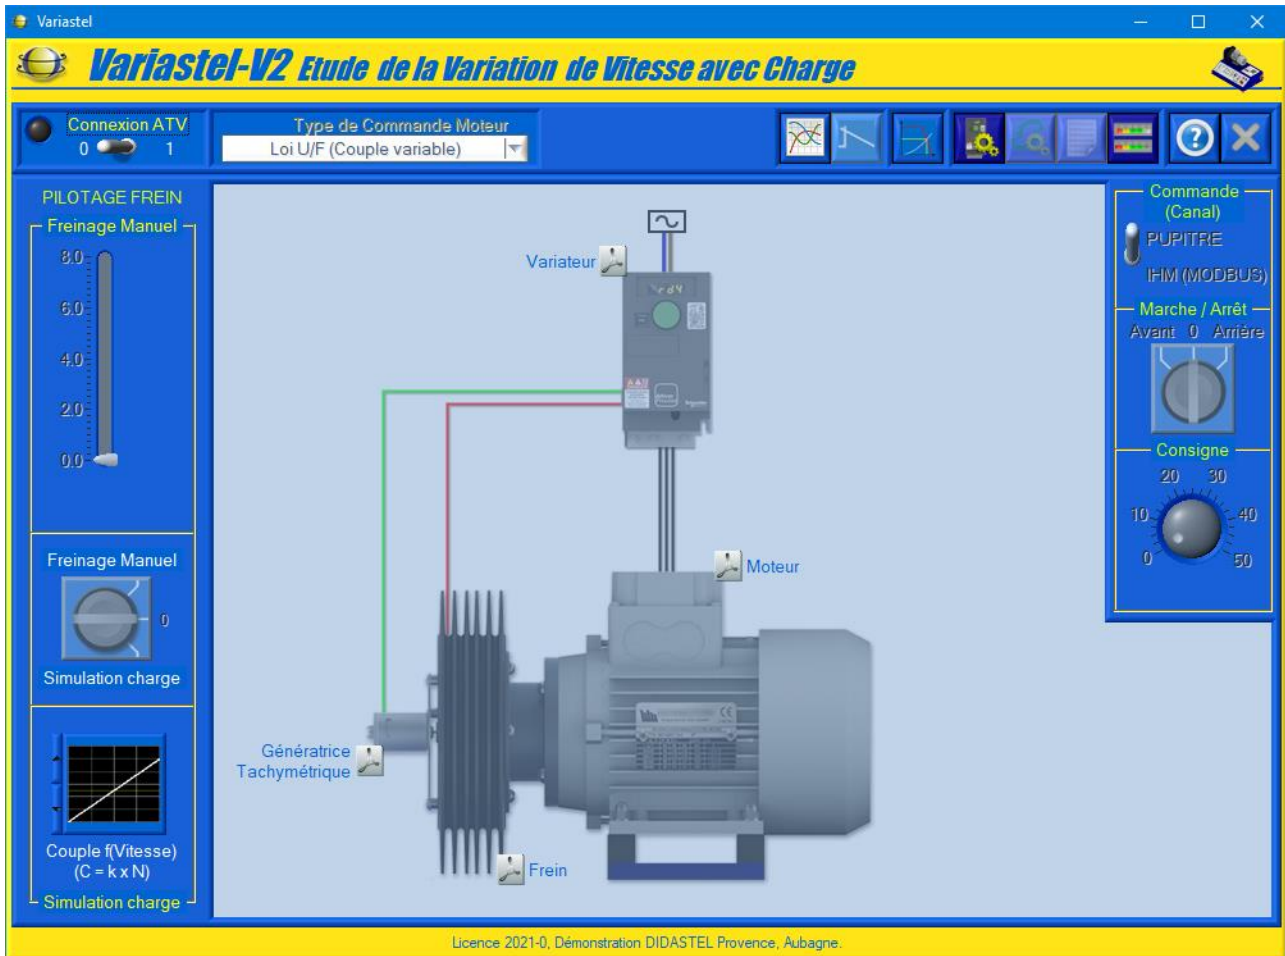 Variastel
Variastel-V2 Etude de la Variation de Vitesse avec Charge
Connexion ATV
0 1
Type de Commande Moteur
Loi U/F (Couple variable)
PILOTAGE FREIN
Freinage Manuel
8.0
6.0
4.0
2.0
0.0
Freinage Manuel
0
Simulation charge
Couple f(Vitesse)
(C = k x N)
Simulation charge
Variateur
rdY
Moteur
Génératrice
Tachymétrique
Frein
Commande
(Canal)
PUPITRE
IHM (MODBUS)
Marche / Arrêt
Avant 0 Arrière
Consigne
20 30
10 40
0 50
Licence 2021-0, Démonstration DIDASTEL Provence, Aubagne.